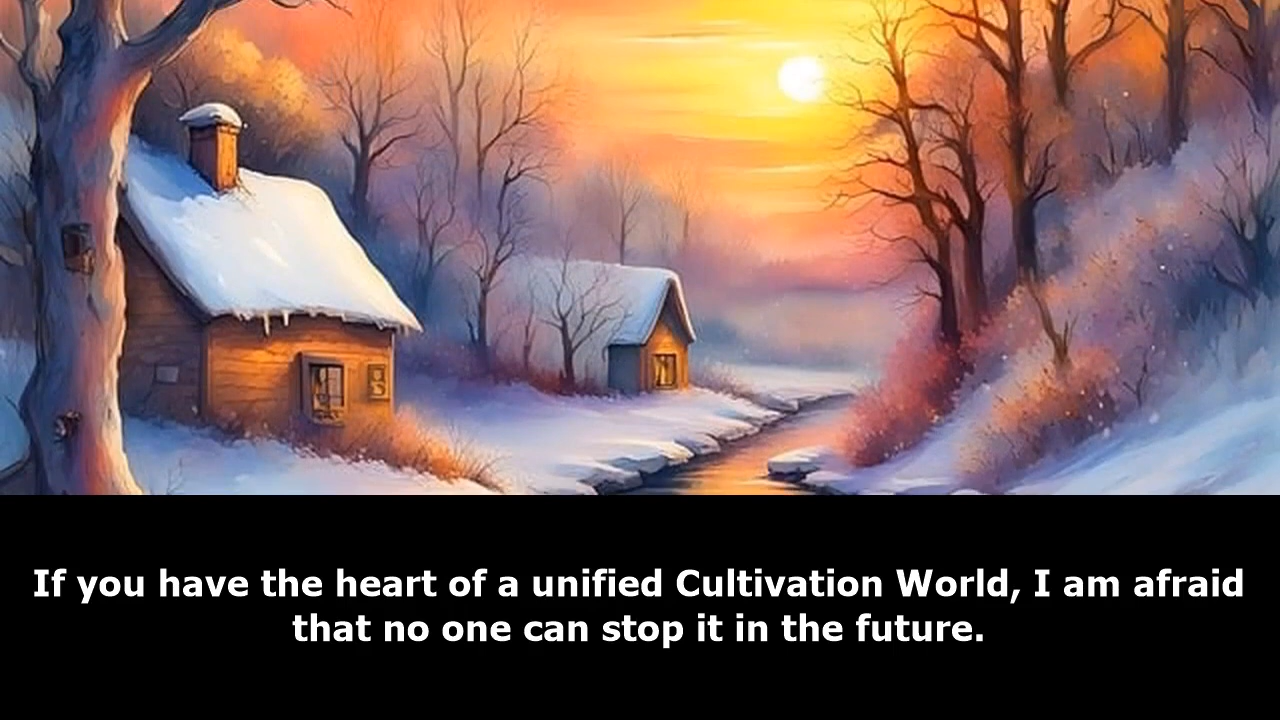 If you have the heart of a unified Cultivation World, I am afraid
that no one can stop it in the future.